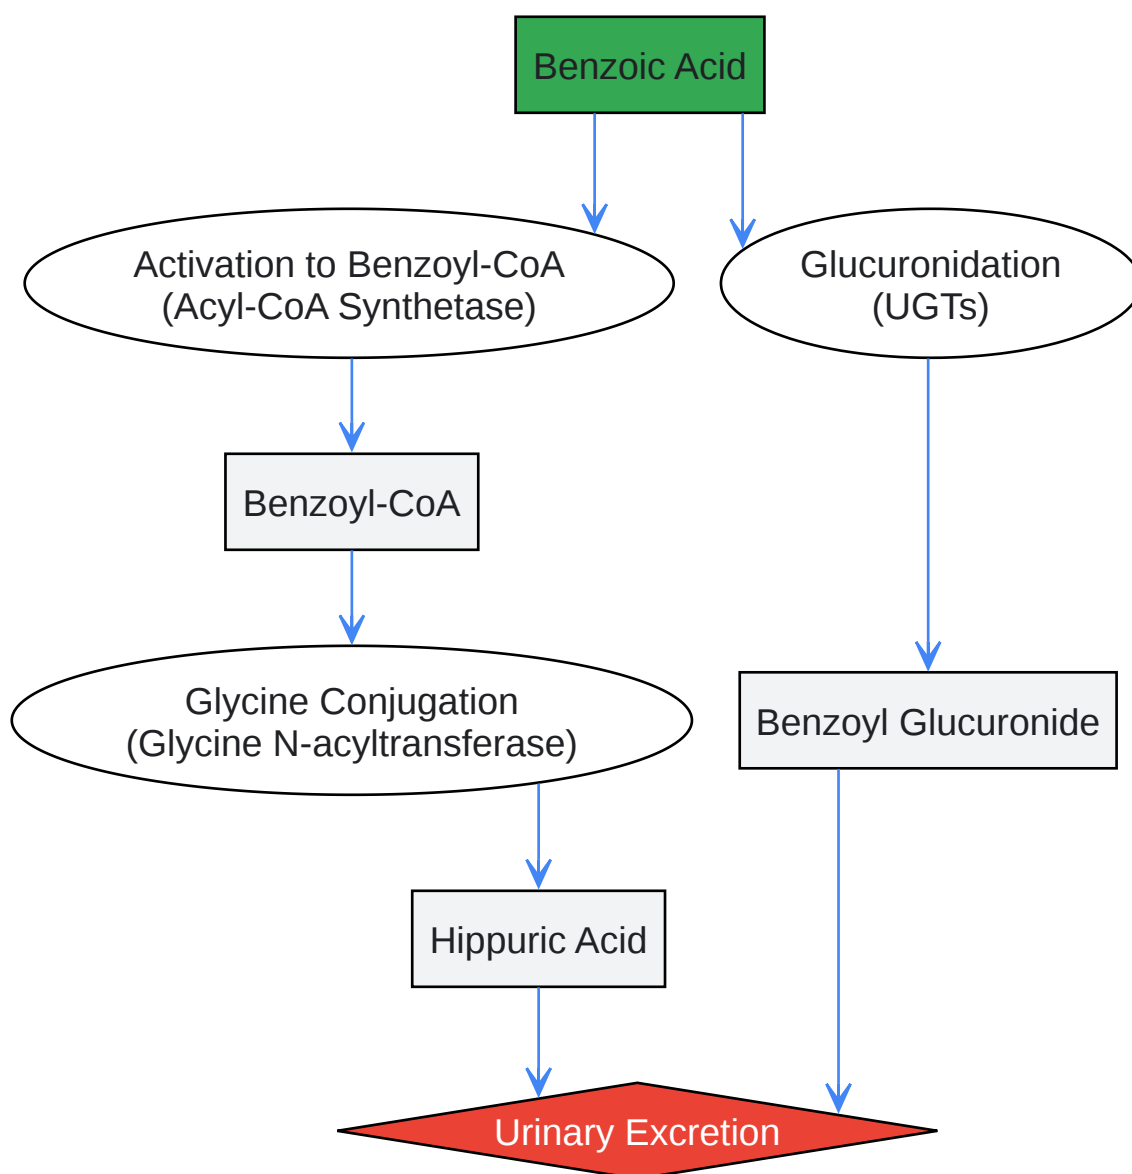 Benzoic Acid
Activation to Benzoyl-CoA
(Acyl-CoA Synthetase)
Glucuronidation
(UGTs)
Benzoyl-CoA
Glycine Conjugation
(Glycine N-acyltransferase)
Benzoyl Glucuronide
Hippuric Acid
Urinary Excretion